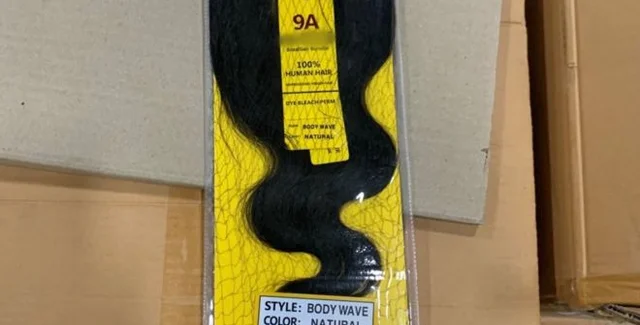 9A
100%
HUMAN HAIR
DYE BLEACH PERM
BODY WAVE
NATURAL
STYLE: BODY WAVE
COLOR: NATURAL